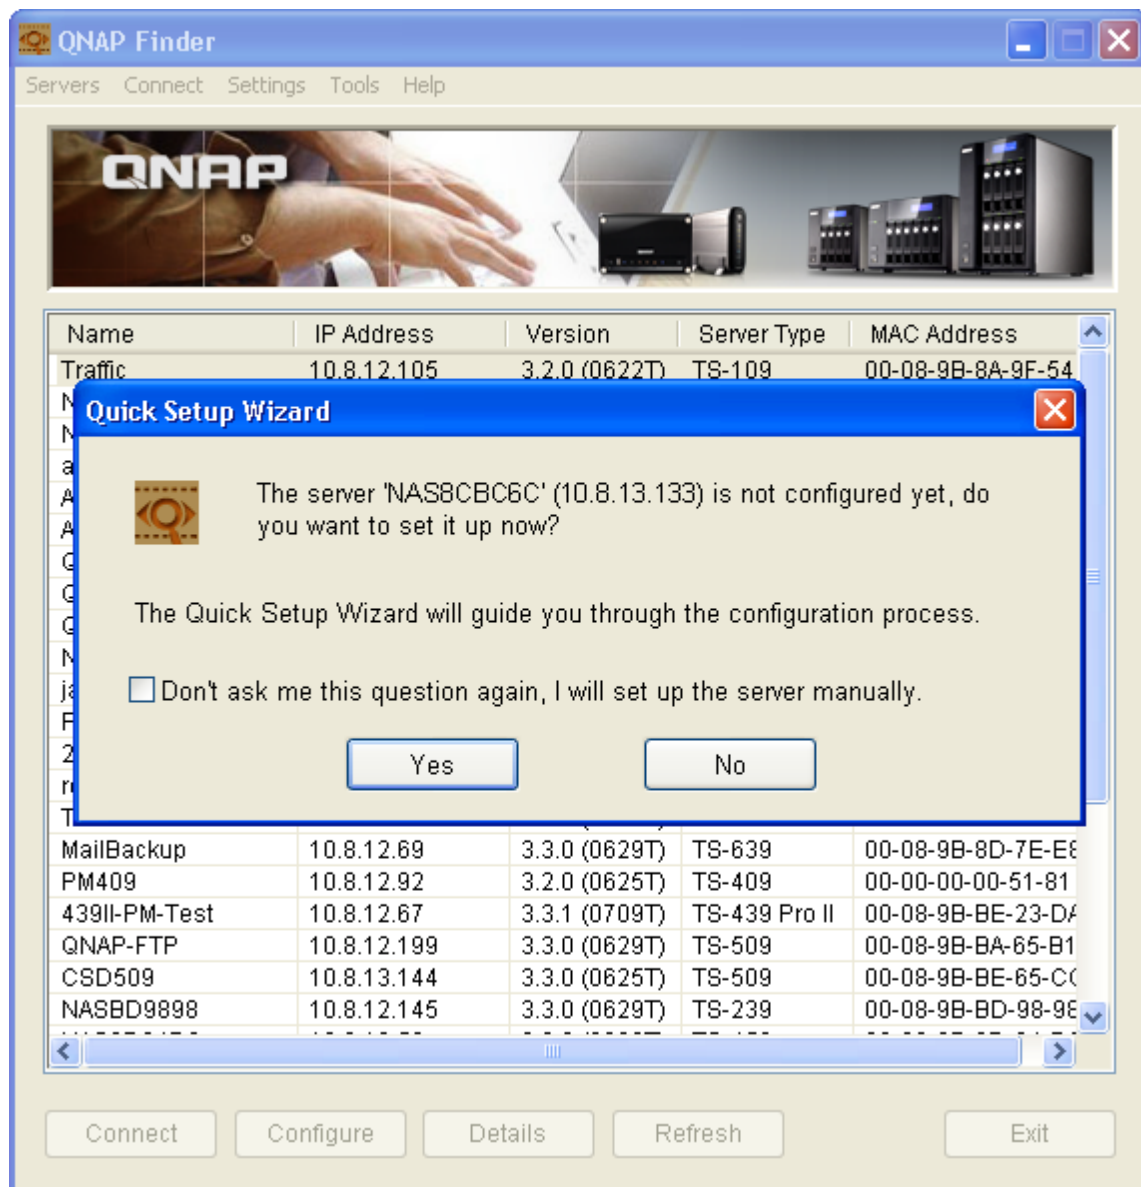 QNAP Finder
Servers Connect Settings Tools Help
QNAP
Name IP Address Version Server Type MAC Address
Traffic 10.8.12.105 3.2.0 (0622T) TS-109 00-08-9B-8A-9F-54
Quick Setup Wizard
The server 'NAS8CBC6C' (10.8.13.133) is not configured yet, do
you want to set it up now?
The Quick Setup Wizard will guide you through the configuration process.
Don't ask me this question again, I will set up the server manually.
Yes No
MailBackup 10.8.12.69 3.3.0 (0629T) TS-639 00-08-9B-8D-7E-E8
PM409 10.8.12.92 3.2.0 (0625T) TS-409 00-00-00-00-51-81
439II-PM-Test 10.8.12.67 3.3.1 (0709T) TS-439 Pro II 00-08-9B-BE-23-DA
QNAP-FTP 10.8.12.199 3.3.0 (0629T) TS-509 00-08-9B-BA-65-B1
CSD509 10.8.13.144 3.3.0 (0625T) TS-509 00-08-9B-BE-65-CC
NASBD9898 10.8.12.145 3.3.0 (0629T) TS-239 00-08-9B-BD-98-98
Connect Configure Details Refresh Exit